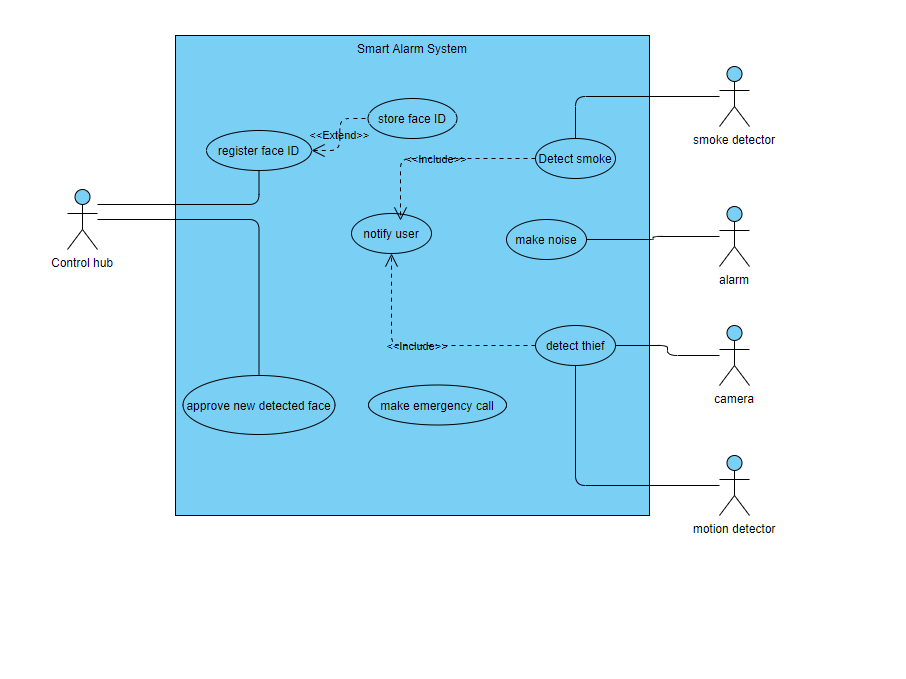 Smart Alarm System
store face ID
<<Extend>>
register face ID
<<Include>>
Detect smoke
smoke detector
notify user
make noise
alarm
Control hub
<<Include>>
detect thief
camera
approve new detected face
make emergency call
motion detector